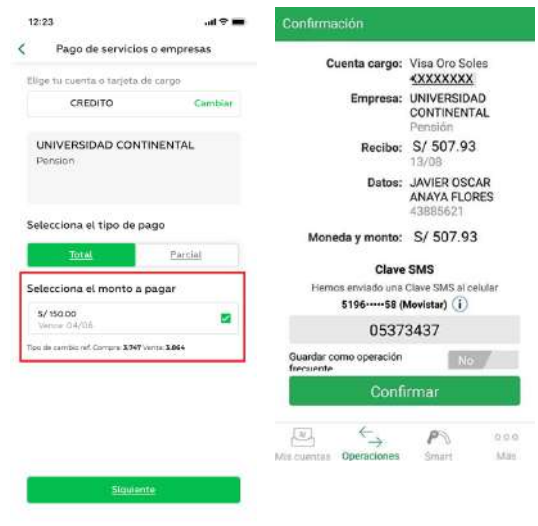 12:23
Pago de servicios o empresas
Elige tu cuenta o tarjeta de cargo
CREDITO Cambiar
UNIVERSIDAD CONTINENTAL
Pension
Selecciona el tipo de pago
Total Parcial
Selecciona el monto a pagar
S/ 150.00
Vence 04/06
Tipo de cambio ref. Compra: 3.747 Venta: 3.864
Siguiente
Confirmación
Cuenta cargo: Visa Oro Soles
XXXXXXXX
Empresa: UNIVERSIDAD
CONTINENTAL
Pensión
Recibo: S/ 507.93
13/08
Datos: JAVIER OSCAR
ANAYA FLORES
43885621
Moneda y monto: S/ 507.93
Clave SMS
Hemos enviado una Clave SMS al celular
5196·····58 (Movistar) i
05373437
Guardar como operación
frecuente
No
Confirmar
Mis cuentas Operaciones Smart Más